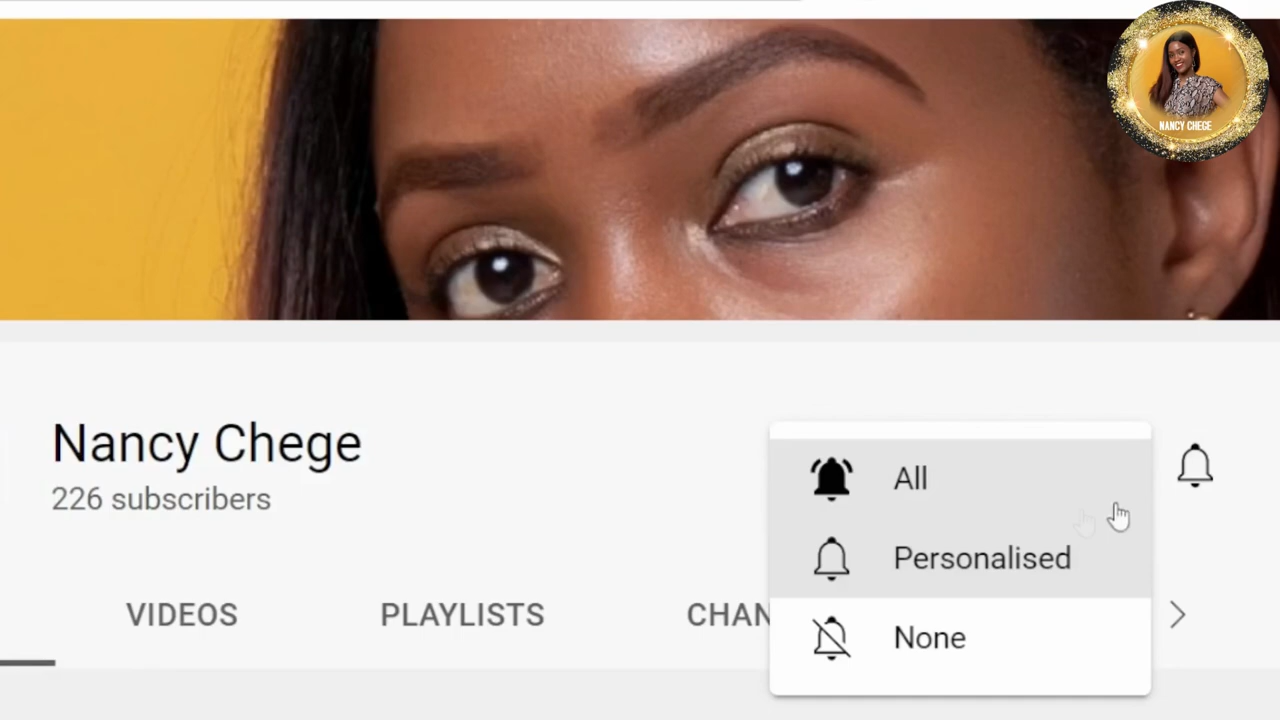 NANCY CHEGE
Nancy Chege
226 subscribers
All
Personalised
None
VIDEOS
PLAYLISTS
CHAN